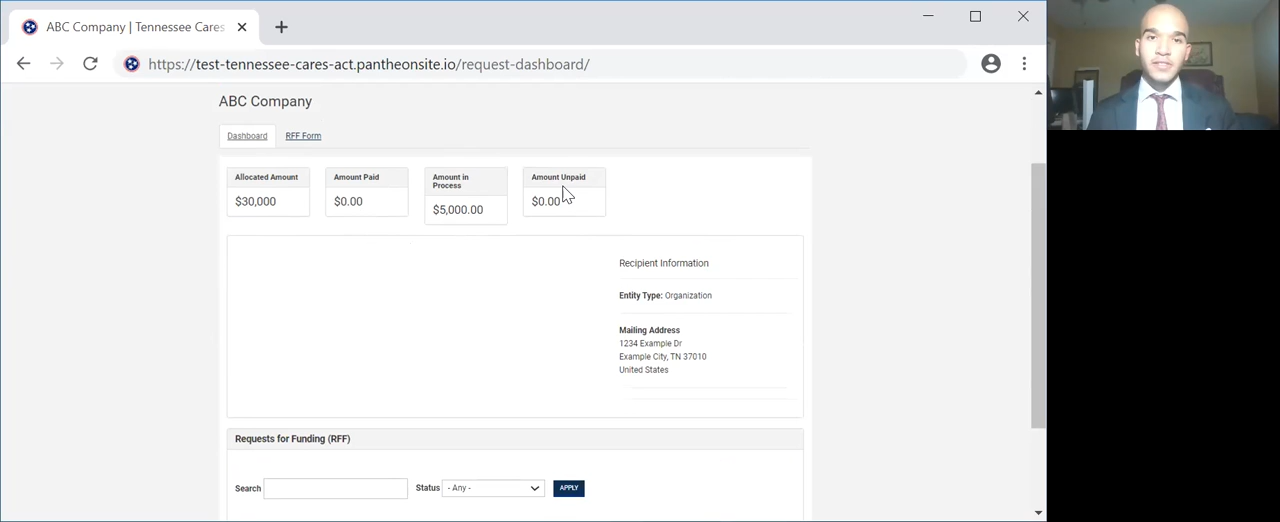 ABC Company | Tennessee Cares
https://test-tennessee-cares-act.pantheonsite.io/request-dashboard/
ABC Company
Dashboard
RFF Form
Allocated Amount
$30,000
Amount Paid
$0.00
Amount in
Process
$5,000.00
Amount Unpaid
$0.00
Recipient Information
Entity Type: Organization
Mailing Address
1234 Example Dr
Example City, TN 37010
United States
Requests for Funding (RFF)
Search
Status
- Any -
APPLY